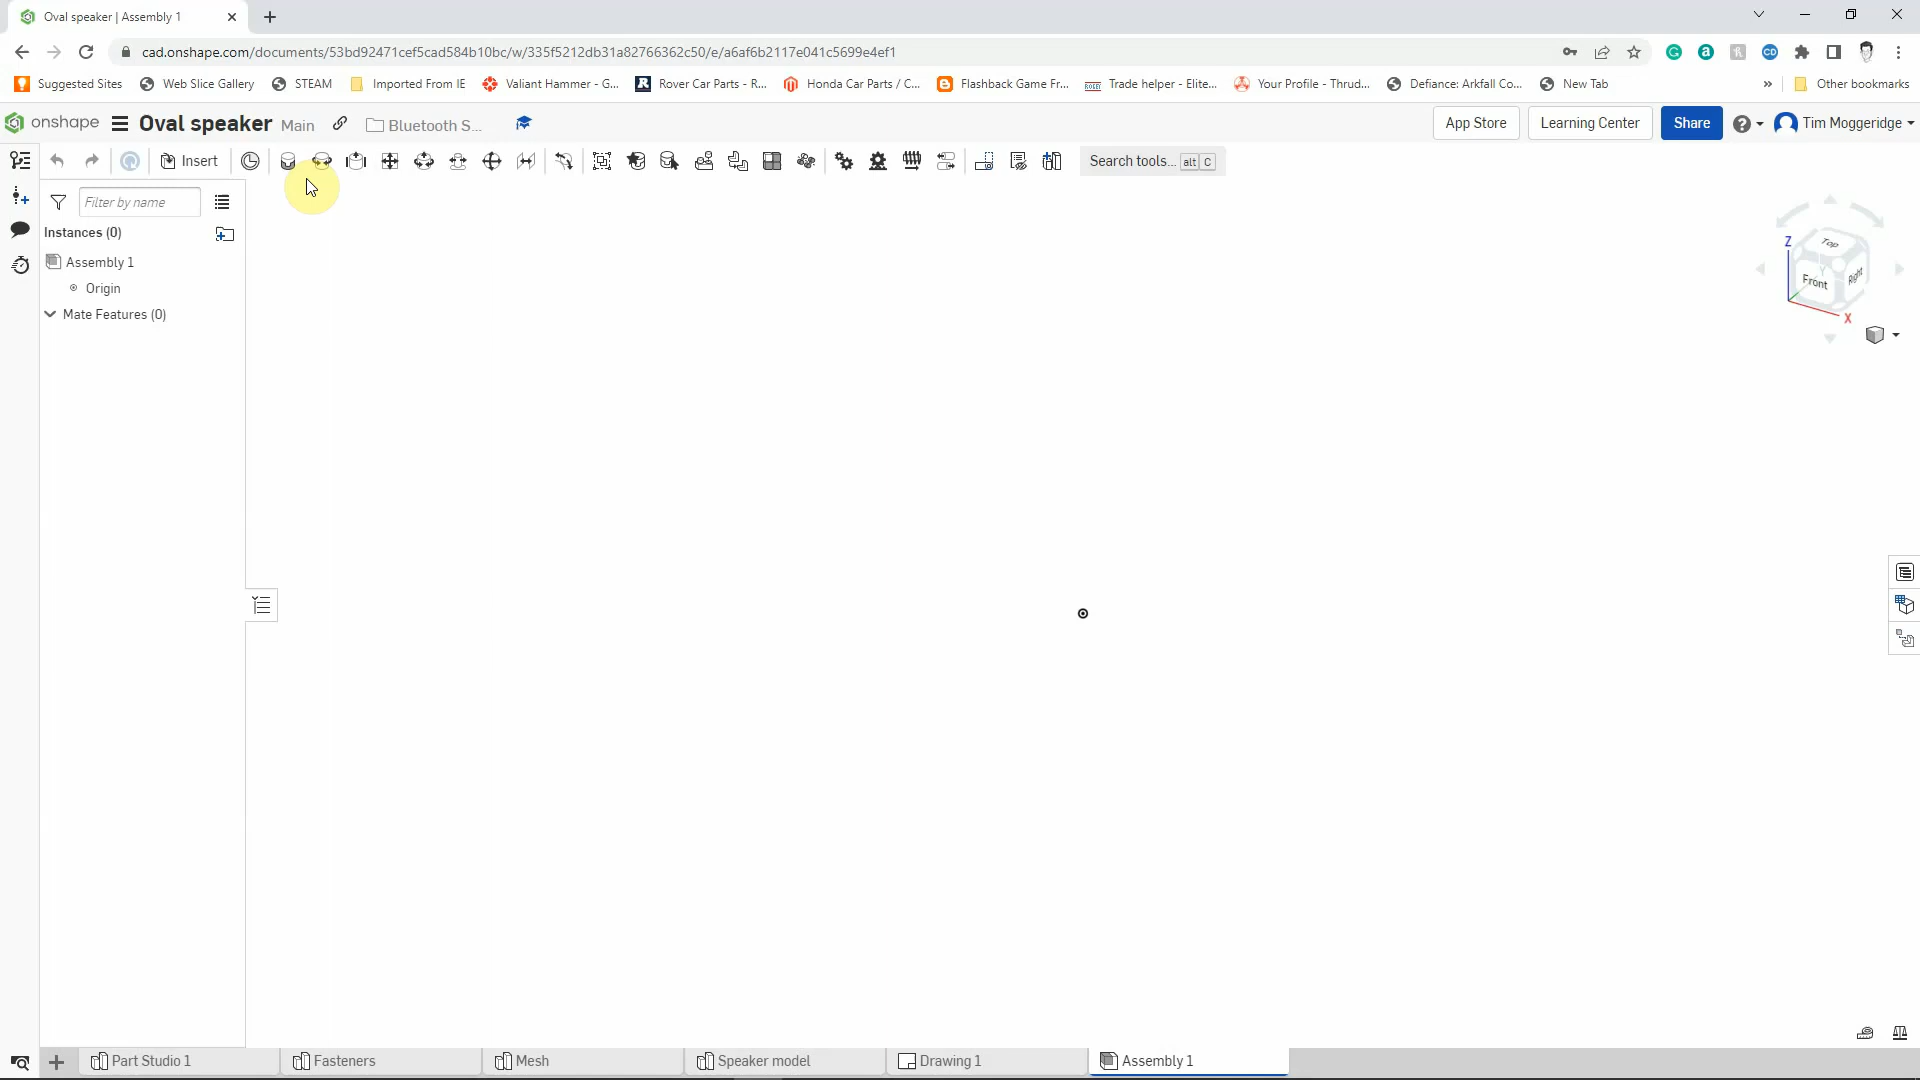 Oval speaker | Assembly 1
cad.onshape.com/documents/53bd92471cef5cad584b10bc/w/335f5212db31a82766362c50/e/a6af6b2117e041c5699e4ef1
Suggested Sites Web Slice Gallery STEAM Imported From IE Valiant Hammer - G... Rover Car Parts - R... Honda Car Parts / C... Flashback Game Fr... Trade helper - Elite... Your Profile - Thrud... Defiance: Arkfall Co... New Tab » Other bookmarks
onshape Oval speaker Main Bluetooth S... App Store Learning Center Share Tim Moggeridge
Insert Search tools... alt C
Filter by name
Instances (0)
Assembly 1
Origin
Mate Features (0)
Top
Z
Y
Front
Right
X
Part Studio 1 Fasteners Mesh Speaker model Drawing 1 Assembly 1